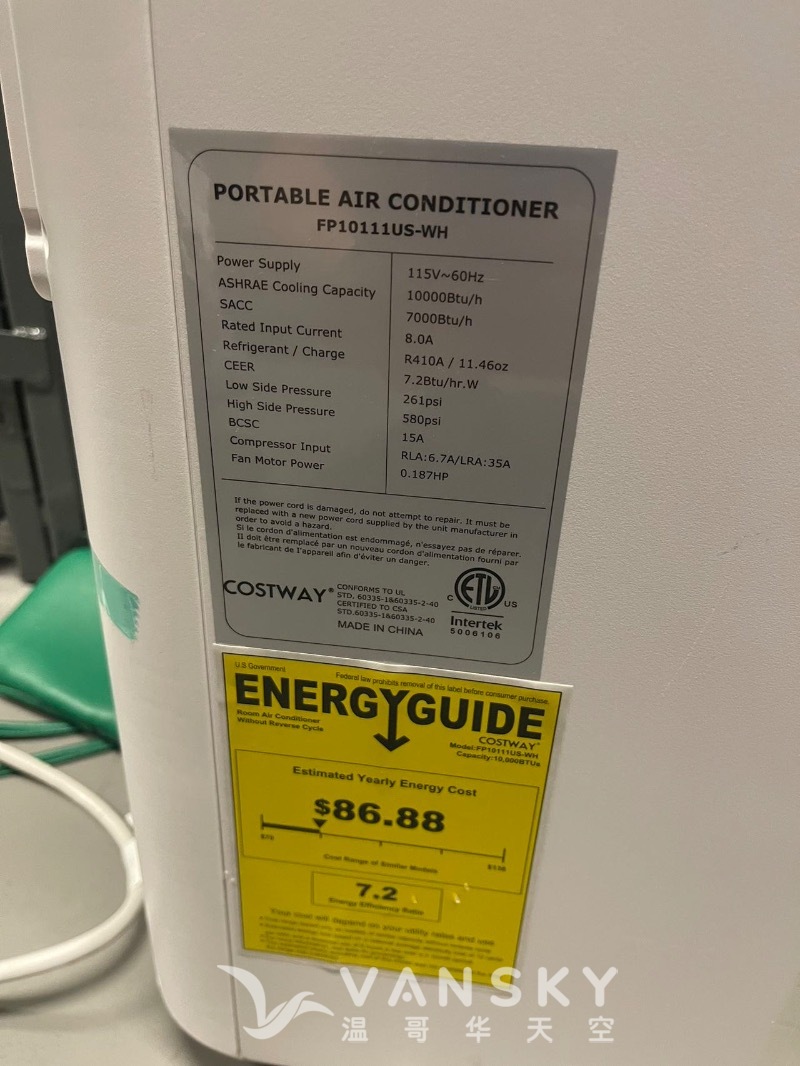 PORTABLE AIR CONDITIONER
FP10111US-WH
Power Supply 115V~60Hz
ASHRAE Cooling Capacity 10000Btu/h
SACC 7000Btu/h
Rated Input Current 8.0A
Refrigerant / Charge R410A / 11.46oz
CEER 7.2Btu/hr.W
Low Side Pressure 261psi
High Side Pressure 580psi
BCSC 15A
Compressor Input RLA:6.7A/LRA:35A
Fan Motor Power 0.187HP
If the power cord is damaged, do not attempt to repair. It must be
replaced with a new power cord supplied by the unit manufacturer in
order to avoid a hazard.
Si le cordon d'alimentation est endommagé, n'essayez pas de réparer.
Il doit être remplacé par un nouveau cordon d'alimentation fourni par
le fabricant de l'appareil afin d'éviter un danger.
COSTWAY®
CONFORMS TO UL
STD. 60335-1&60335-2-40
CERTIFIED TO CSA
STD.60335-1&60335-2-40
MADE IN CHINA
C ETL US
LISTED
Intertek
5006106
U.S Government
Federal law prohibits removal of this label before consumer purchase.
ENERGYGUIDE
Room Air Conditioner
Without Reverse Cycle
COSTWAY™
Model:FP10111US-WH
Capacity:10,000BTUs
Estimated Yearly Energy Cost
$86.88
Cost Range of Similar Models
7.2
Energy Efficiency Ratio
Your cost will depend on your utility rates and use
VANSKY
温哥华天空